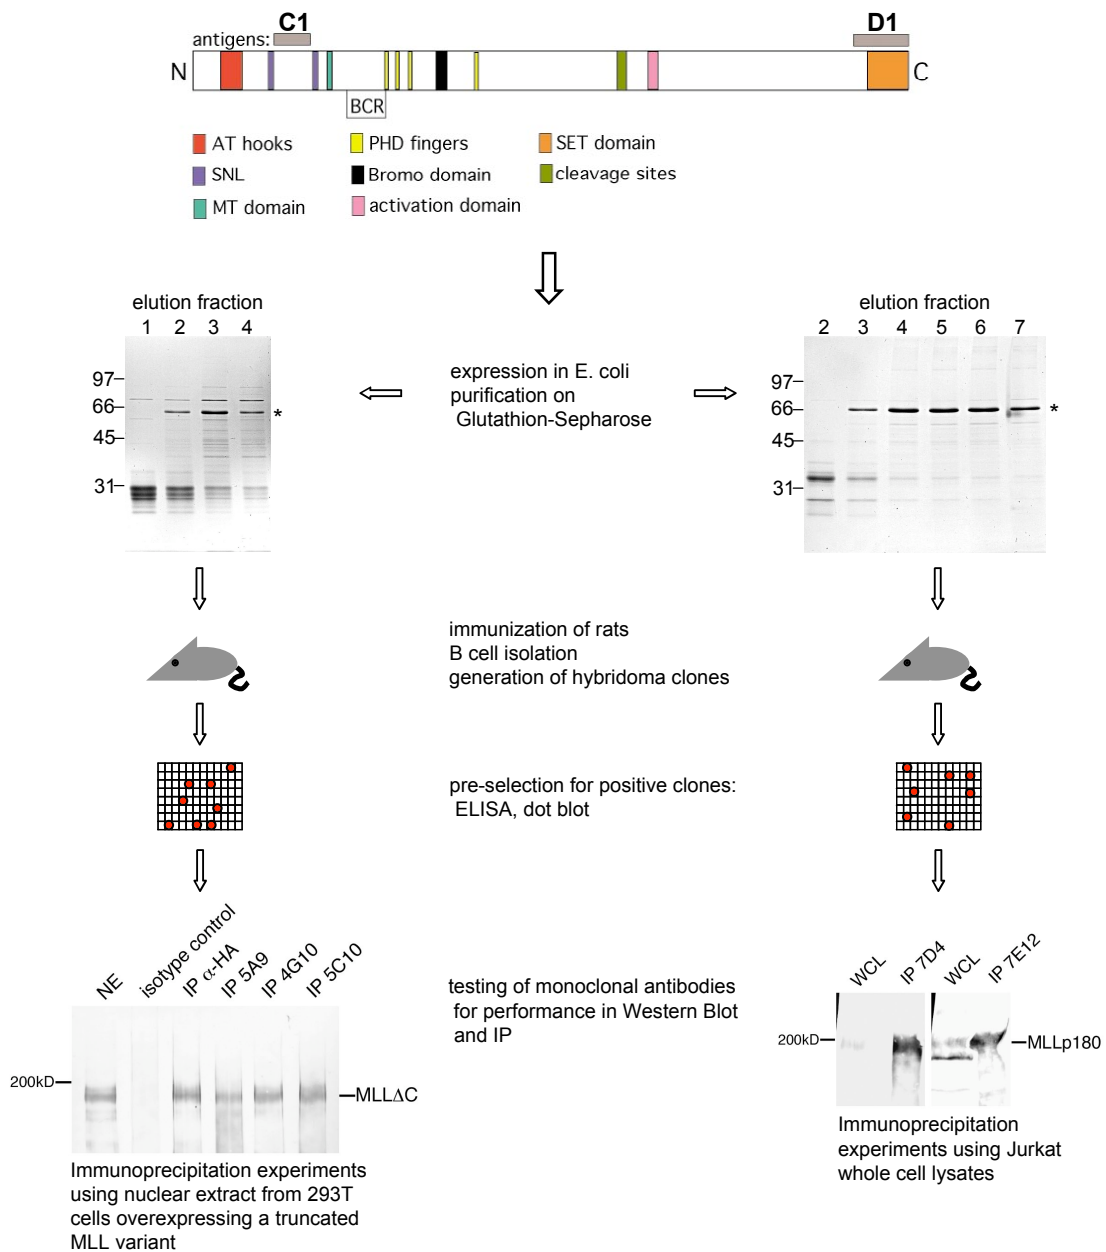 C1
D1
antigens:
N
C
BCR
AT hooks
PHD fingers
SET domain
SNL
Bromo domain
cleavage sites
MT domain
activation domain
elution fraction
1 2 3 4
97
66
*
45
31
expression in E. coli
purification on
Glutathion-Sepharose
elution fraction
2 3 4 5 6 7
97
66
*
45
31
immunization of rats
B cell isolation
generation of hybridoma clones
pre-selection for positive clones:
ELISA, dot blot
NE
isotype control
IP α-HA
IP 5A9
IP 4G10
IP 5C10
200kD
MLLΔC
Immunoprecipitation experiments
using nuclear extract from 293T
cells overexpressing a truncated
MLL variant
testing of monoclonal antibodies
for performance in Western Blot
and IP
WCL
IP 7D4
WCL
IP 7E12
200kD
MLLp180
Immunoprecipitation
experiments using Jurkat
whole cell lysates